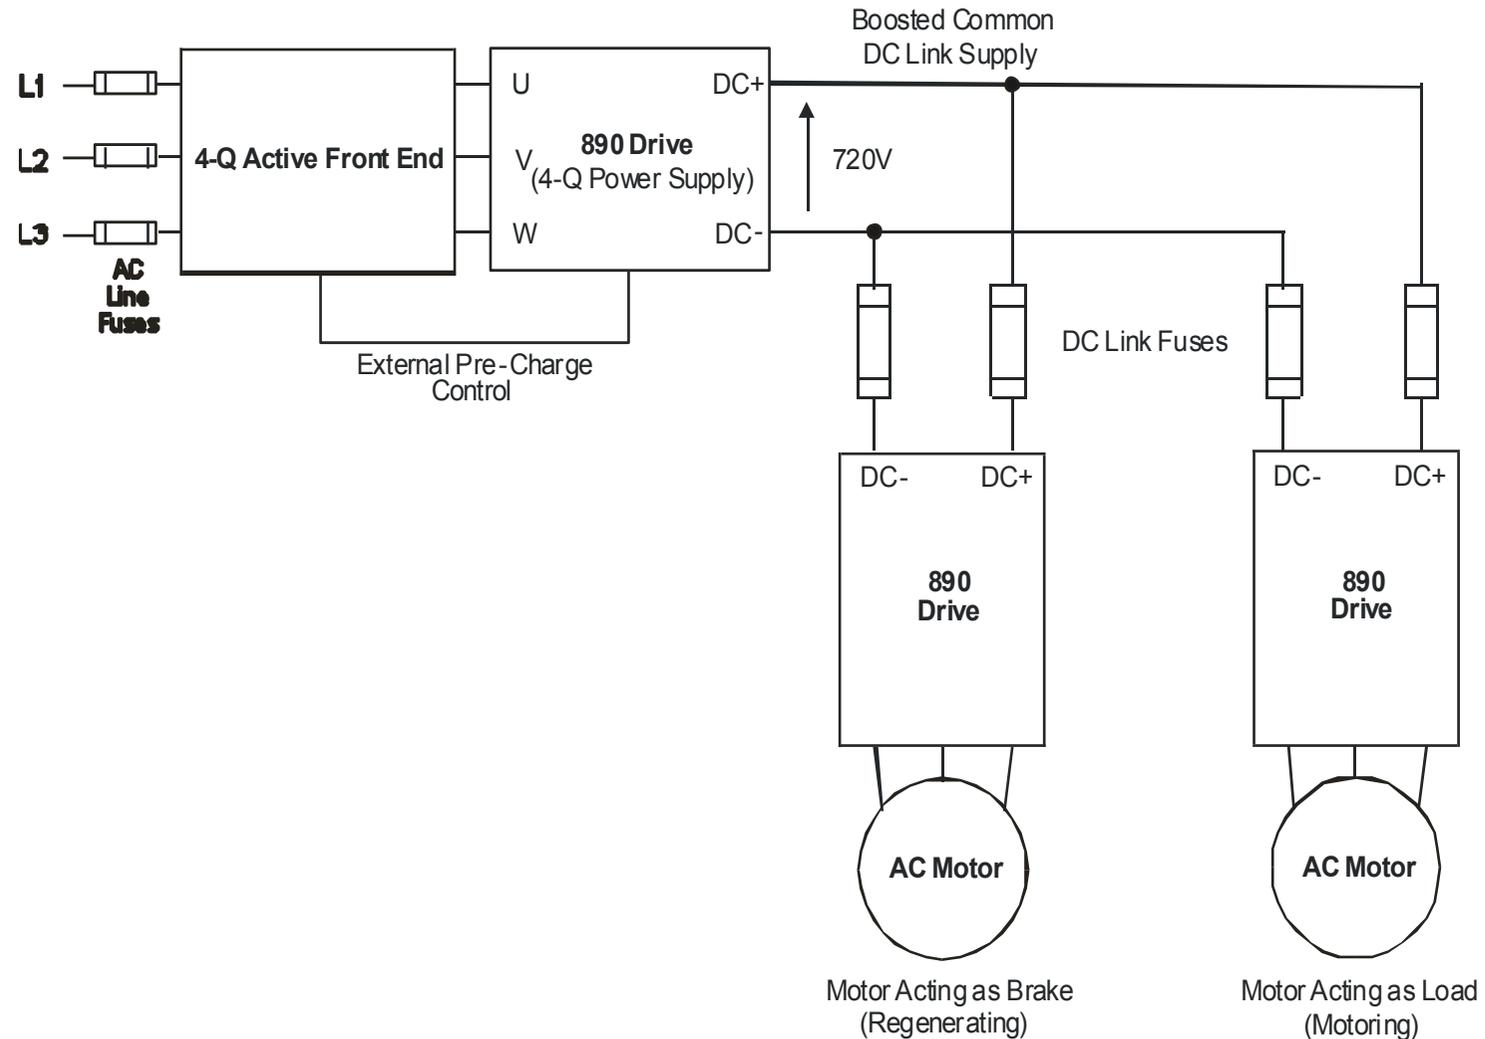 Boosted Common
DC Link Supply
L1
U
DC+
4-Q Active Front End
890 Drive
(4-Q Power Supply)
L2
V
720V
L3
W
DC-
AC
Line
Fuses
External Pre-Charge
Control
DC Link Fuses
DC-
DC+
DC-
DC+
890
Drive
890
Drive
AC Motor
AC Motor
Motor Acting as Brake
(Regenerating)
Motor Acting as Load
(Motoring)